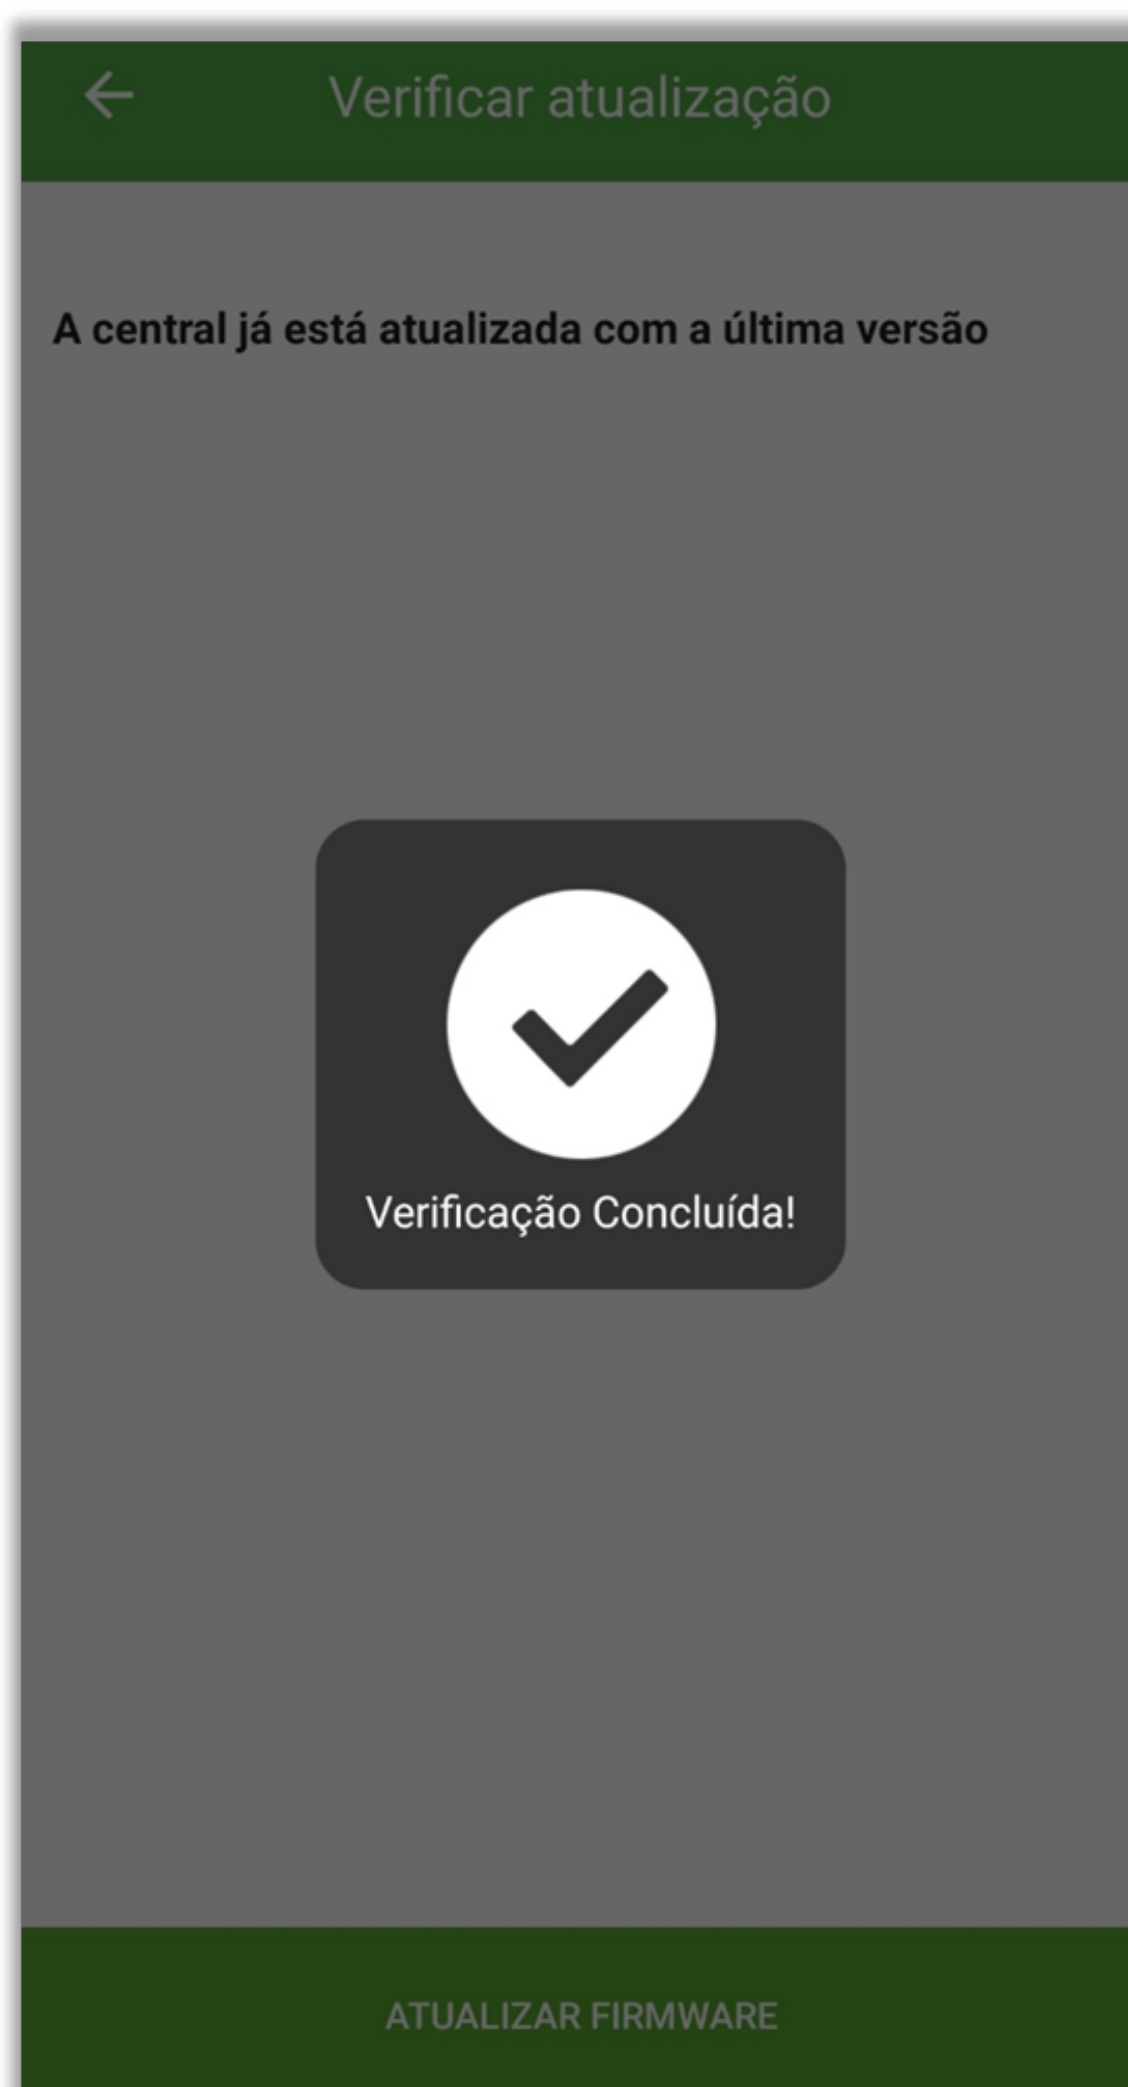 Verificar atualização
A central já está atualizada com a última versão
Verificação Concluída!
ATUALIZAR FIRMWARE